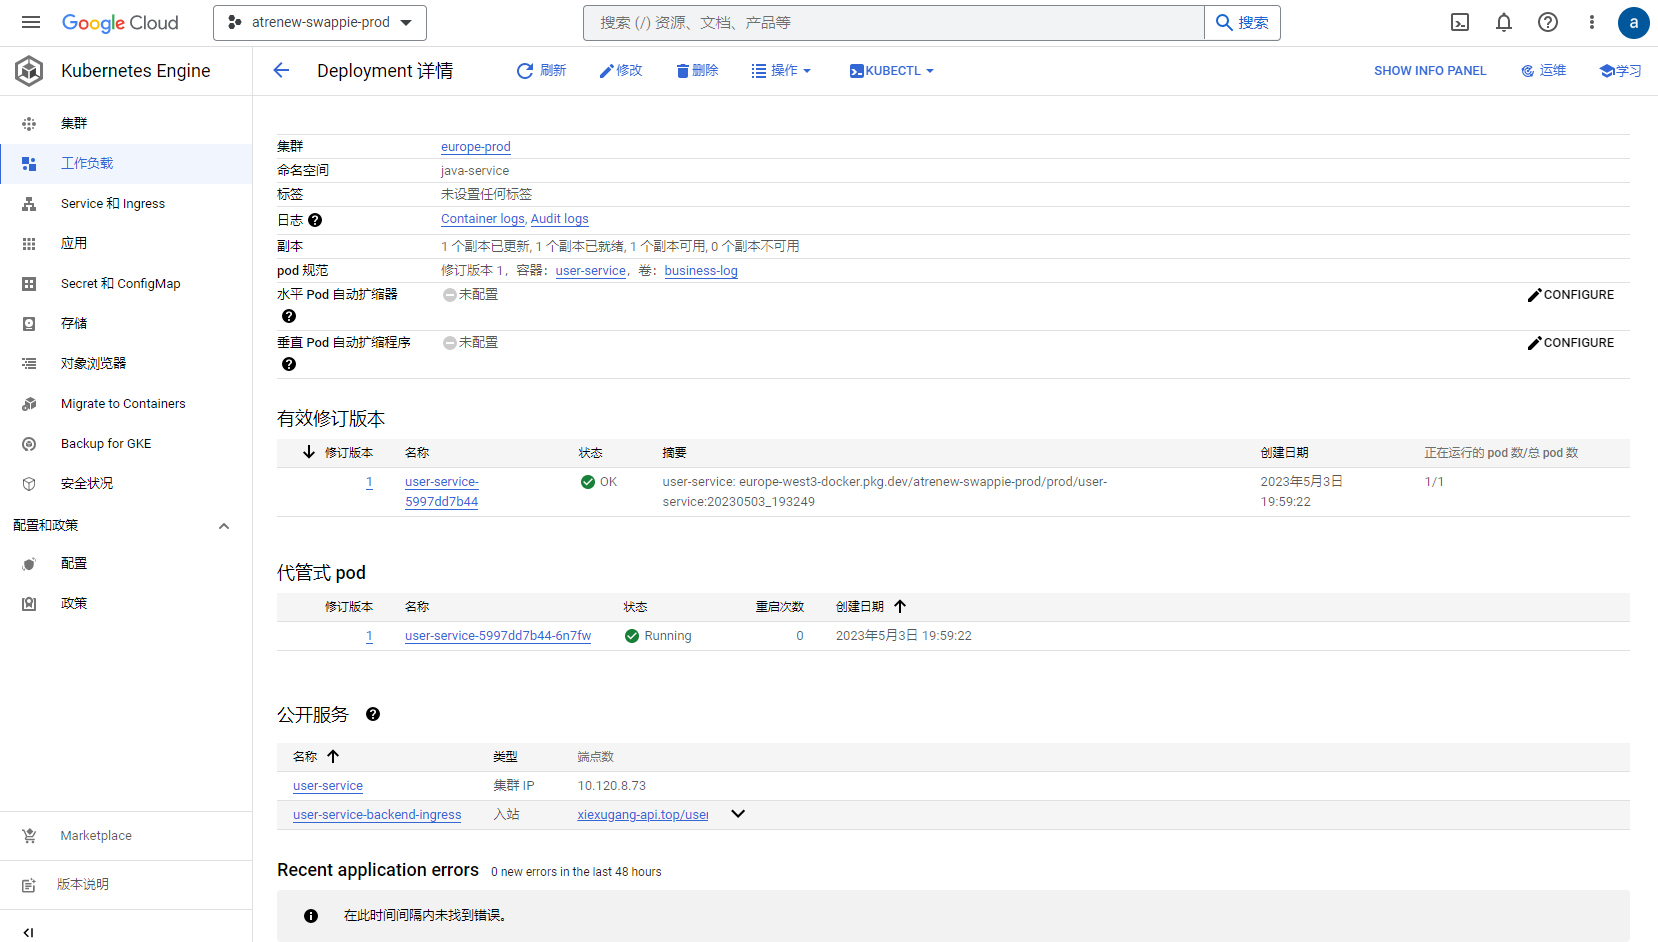 Google Cloud
atrenew-swappie-prod
搜索 (/) 资源、文档、产品等
搜索
a
Kubernetes Engine
Deployment 详情
刷新
修改
删除
操作
KUBECTL
SHOW INFO PANEL
运维
学习
集群
工作负载
Service 和 Ingress
应用
Secret 和 ConfigMap
存储
对象浏览器
Migrate to Containers
Backup for GKE
安全状况
配置和政策
配置
政策
Marketplace
版本说明
集群 europe-prod
命名空间 java-service
标签 未设置任何标签
日志 Container logs, Audit logs
副本 1 个副本已更新, 1 个副本已就绪, 1 个副本可用, 0 个副本不可用
pod 规范 修订版本 1，容器：user-service，卷：business-log
水平 Pod 自动扩缩器 未配置 CONFIGURE
垂直 Pod 自动扩缩程序 未配置 CONFIGURE
有效修订版本
修订版本 名称 状态 摘要 创建日期 正在运行的 pod 数/总 pod 数
1 user-service- OK user-service: europe-west3-docker.pkg.dev/atrenew-swappie-prod/prod/user- 2023年5月3日 1/1
5997dd7b44 service:20230503_193249 19:59:22
代管式 pod
修订版本 名称 状态 重启次数 创建日期
1 user-service-5997dd7b44-6n7fw Running 0 2023年5月3日 19:59:22
公开服务
名称 类型 端点数
user-service 集群 IP 10.120.8.73
user-service-backend-ingress 入站 xiexugang-api.top/user
Recent application errors 0 new errors in the last 48 hours
在此时间间隔内未找到错误。